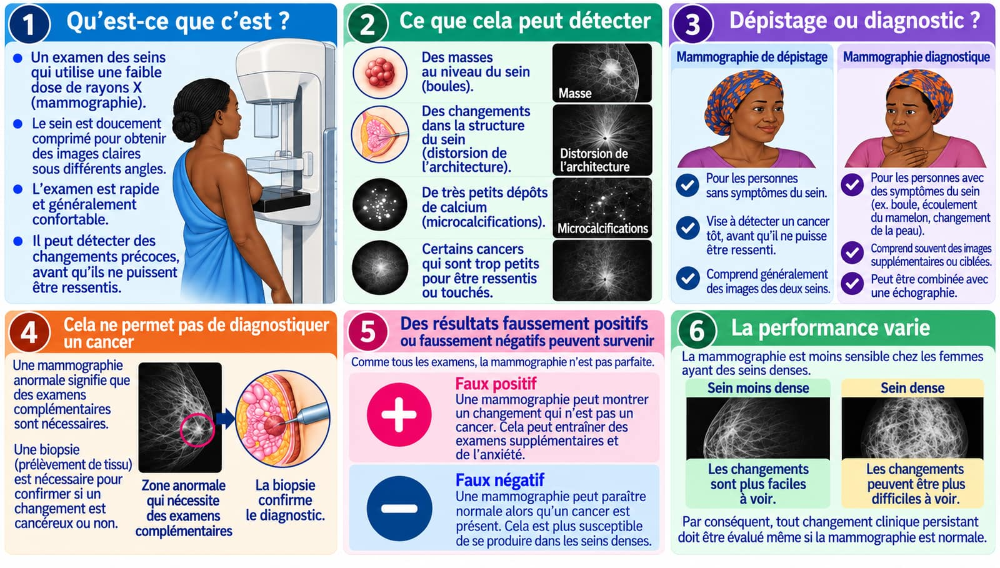 1 Qu’est-ce que c’est ?
Un examen des seins
qui utilise une faible
dose de rayons X
(mammographie).
Le sein est doucement
comprimé pour obtenir
des images claires
sous différents angles.
L’examen est rapide
et généralement
confortable.
Il peut détecter des
changements précoces,
avant qu’ils ne puissent
être ressentis.
2 Ce que cela peut détecter
Des masses
au niveau du sein
(boules).
Masse
Des changements
dans la structure
du sein
(distorsion de
l’architecture).
Distorsion de
l’architecture
De très petits dépôts
de calcium
(microcalcifications).
Microcalcifications
Certains cancers
qui sont trop petits
pour être ressentis
ou touchés.
3 Dépistage ou diagnostic ?
Mammographie de dépistage
Pour les personnes
sans symptômes du sein.
Vise à détecter un cancer
tôt, avant qu’il ne puisse
être ressenti.
Comprend généralement
des images des deux seins.
Mammographie diagnostique
Pour les personnes avec
des symptômes du sein
(ex. boule, écoulement
du mamelon, changement
de la peau).
Comprend souvent des images
supplémentaires ou ciblées.
Peut être combinée avec
une échographie.
4 Cela ne permet pas de diagnostiquer
un cancer
Une mammographie
anormale signifie que
des examens
complémentaires
sont nécessaires.
Une biopsie
(prélèvement de tissu)
est nécessaire pour
confirmer si un
changement est
cancéreux ou non.
Zone anormale
qui nécessite
des examens
complémentaires
La biopsie
confirme
le diagnostic.
5 Des résultats faussement positifs
ou faussement négatifs peuvent survenir
Comme tous les examens, la mammographie n’est pas parfaite.
Faux positif
Une mammographie peut montrer
un changement qui n’est pas un
cancer. Cela peut entraîner des
examens supplémentaires et
de l’anxiété.
Faux négatif
Une mammographie peut paraître
normale alors qu’un cancer est
présent. Cela est plus susceptible
de se produire dans les seins denses.
6 La performance varie
La mammographie est moins sensible chez les femmes
ayant des seins denses.
Sein moins dense
Les changements
sont plus faciles
à voir.
Sein dense
Les changements
peuvent être plus
difficiles à voir.
Par conséquent, tout changement clinique persistant
doit être évalué même si la mammographie est normale.